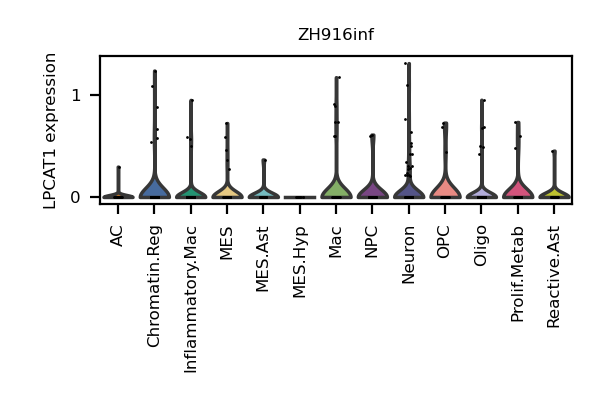 ZH916inf
LPCAT1 expression
1
0
AC
Chromatin.Reg
Inflammatory.Mac
MES
MES.Ast
MES.Hyp
Mac
NPC
Neuron
OPC
Oligo
Prolif.Metab
Reactive.Ast